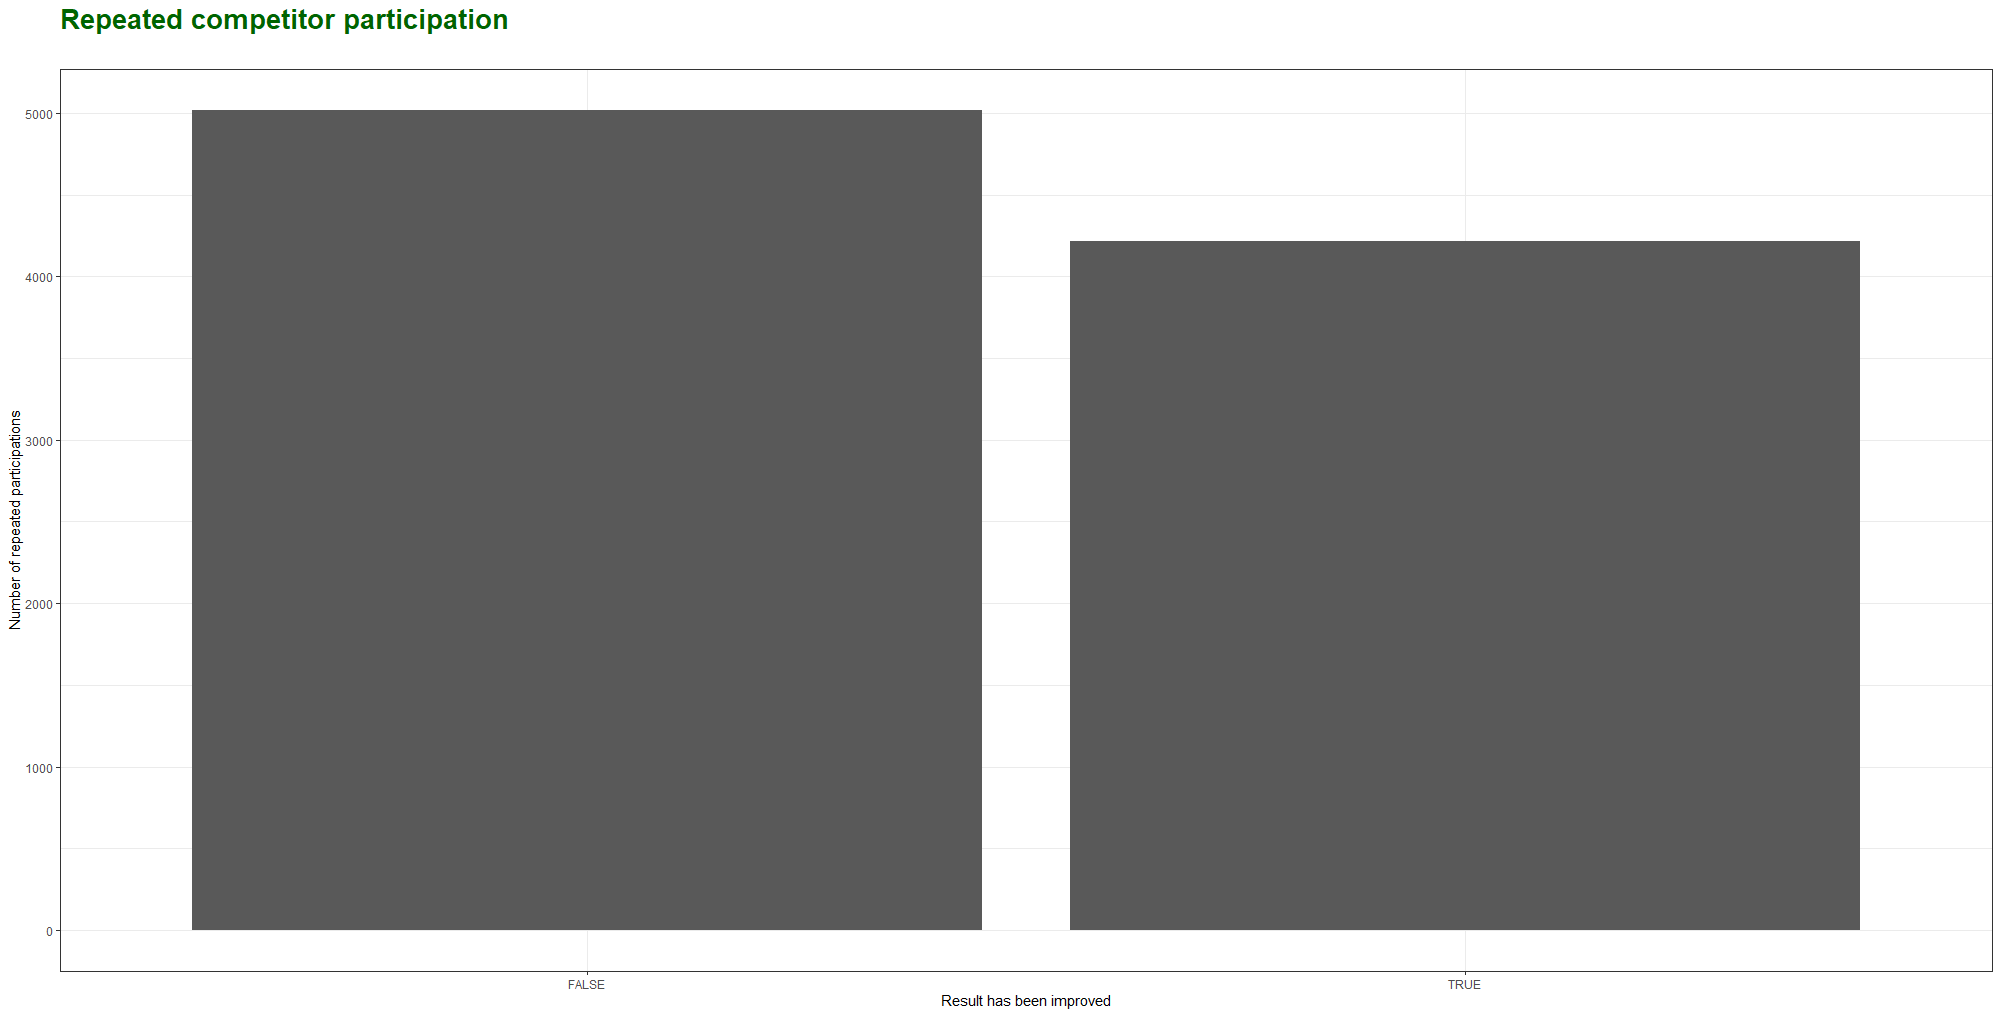 Repeated competitor participation
Number of repeated participations
5000
4000
3000
2000
1000
0
FALSE
TRUE
Result has been improved